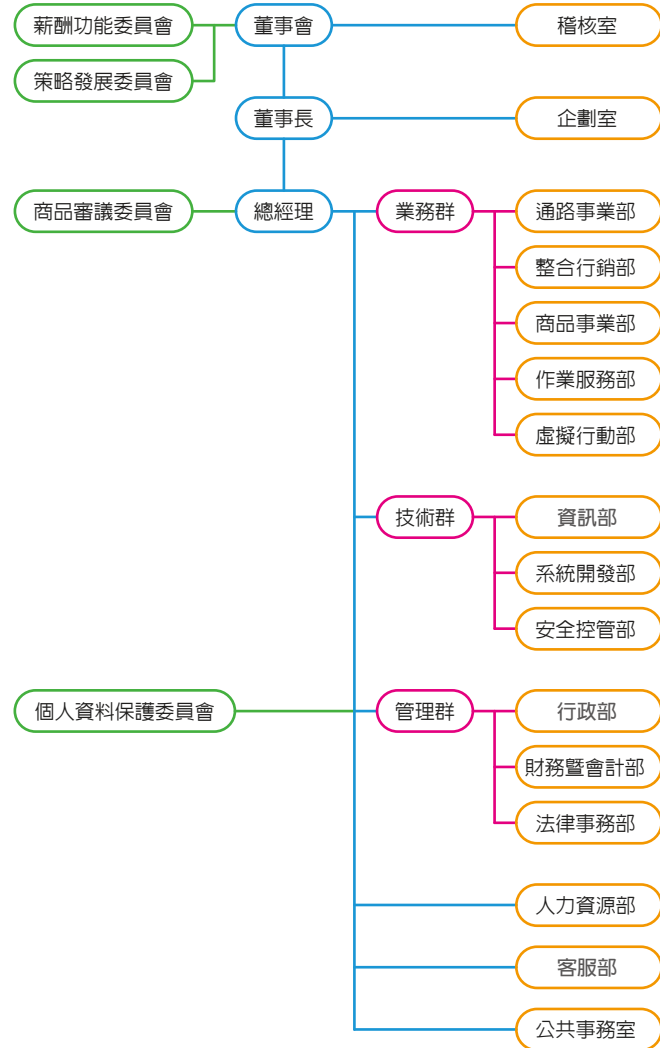 薪酬功能委員會
董事會
稽核室
策略發展委員會
董事長
企劃室
商品審議委員會
總經理
業務群
通路事業部
整合行銷部
商品事業部
作業服務部
虛擬行動部
技術群
資訊部
系統開發部
安全控管部
個人資料保護委員會
管理群
行政部
財務暨會計部
法律事務部
人力資源部
客服部
公共事務室